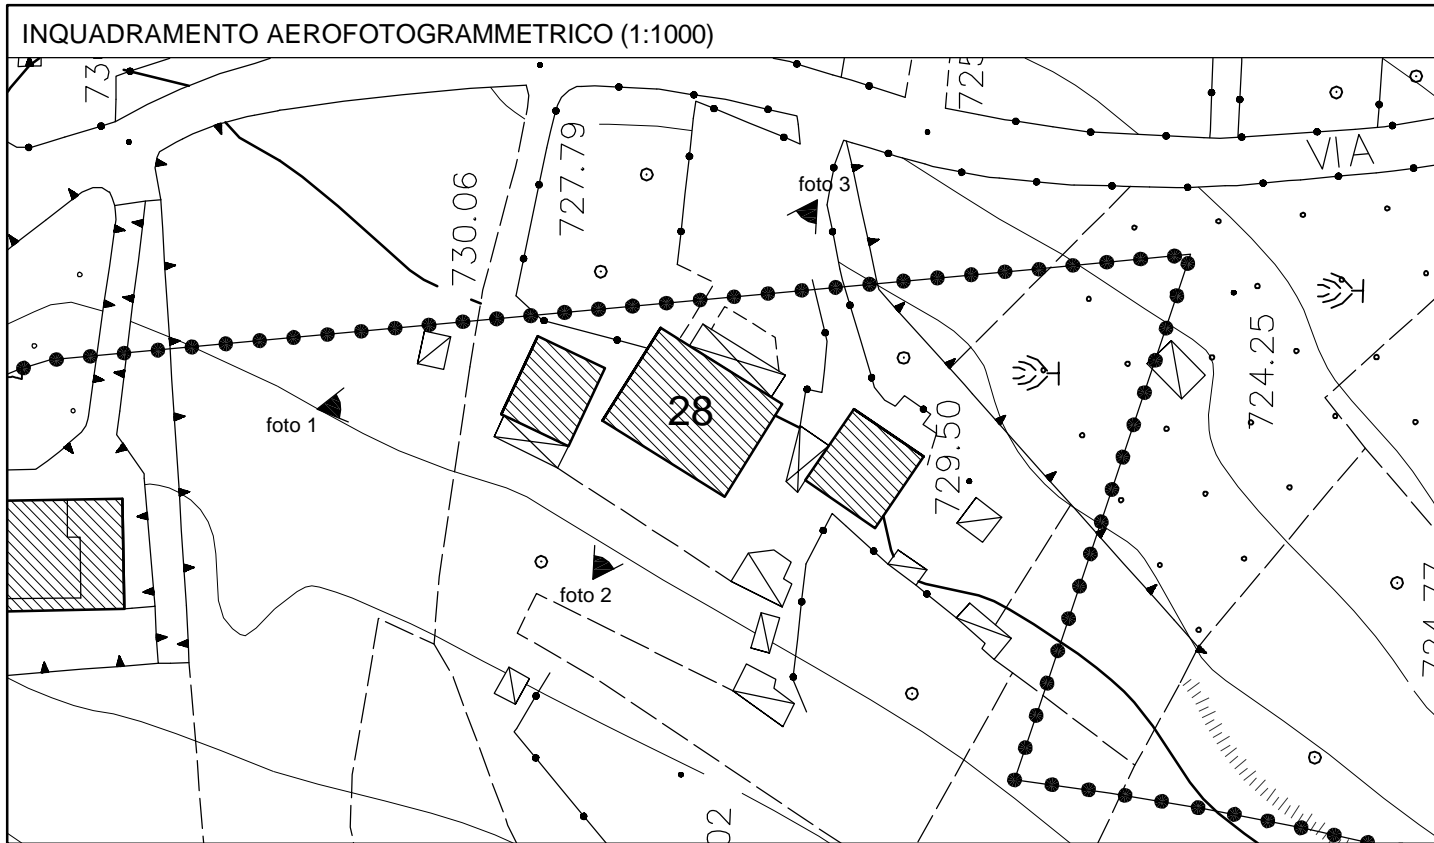 INQUADRAMENTO AEROFOTOGRAMMETRICO (1:1000)
VIA
foto 3
727.79
730.06
724.25
28
foto 1
729.50
foto 2